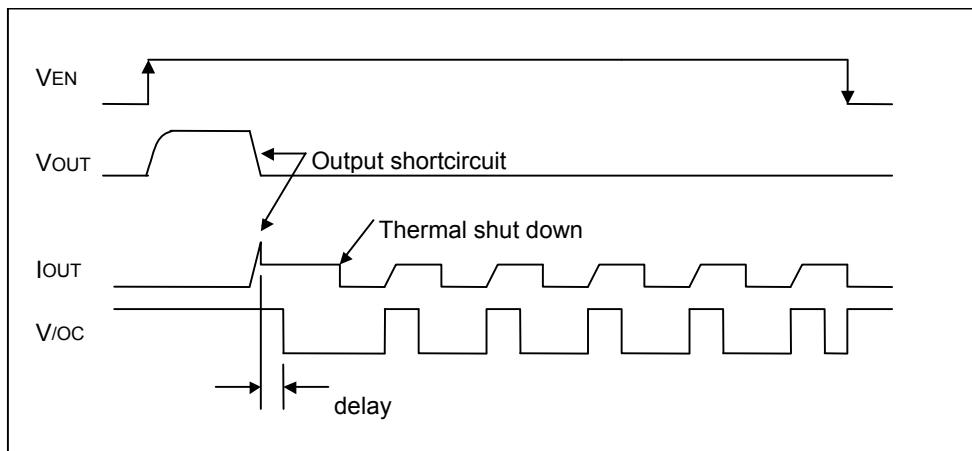 VEN
VOUT
Output shortcircuit
Thermal shut down
IOUT
V/OC
delay